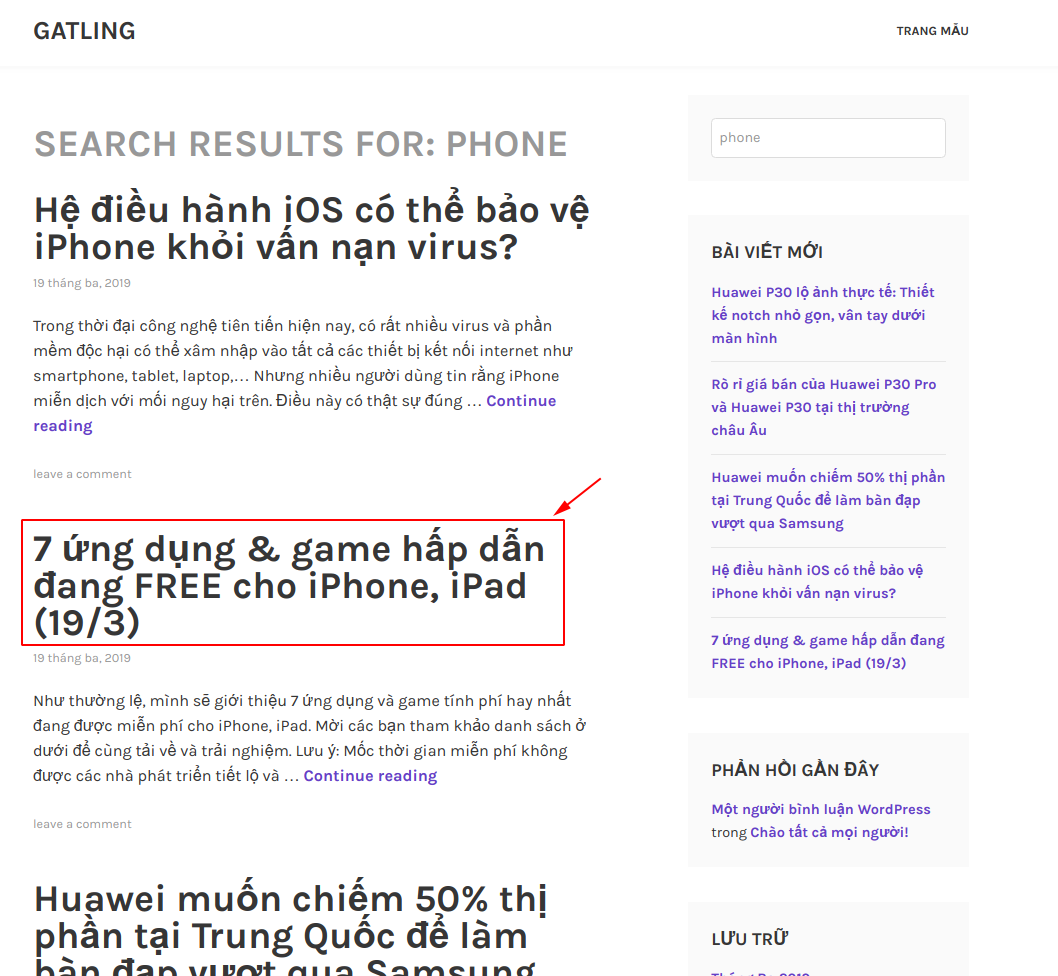 GATLING
TRANG MẪU
SEARCH RESULTS FOR: PHONE
Hệ điều hành iOS có thể bảo vệ
iPhone khỏi vấn nạn virus?
19 tháng ba, 2019
Trong thời đại công nghệ tiên tiến hiện nay, có rất nhiều virus và phần
mềm độc hại có thể xâm nhập vào tất cả các thiết bị kết nối internet như
smartphone, tablet, laptop,… Nhưng nhiều người dùng tin rằng iPhone
miễn dịch với mối nguy hại trên. Điều này có thật sự đúng … Continue
reading
leave a comment
7 ứng dụng & game hấp dẫn
đang FREE cho iPhone, iPad
(19/3)
19 tháng ba, 2019
Như thường lệ, mình sẽ giới thiệu 7 ứng dụng và game tính phí hay nhất
đang được miễn phí cho iPhone, iPad. Mời các bạn tham khảo danh sách ở
dưới để cùng tải về và trải nghiệm. Lưu ý: Mốc thời gian miễn phí không
được các nhà phát triển tiết lộ và … Continue reading
leave a comment
Huawei muốn chiếm 50% thị
phần tại Trung Quốc để làm
bàn đạp vượt qua Samsung
phone
BÀI VIẾT MỚI
Huawei P30 lộ ảnh thực tế: Thiết
kế notch nhỏ gọn, vân tay dưới
màn hình
Rò rỉ giá bán của Huawei P30 Pro
và Huawei P30 tại thị trường
châu Âu
Huawei muốn chiếm 50% thị phần
tại Trung Quốc để làm bàn đạp
vượt qua Samsung
Hệ điều hành iOS có thể bảo vệ
iPhone khỏi vấn nạn virus?
7 ứng dụng & game hấp dẫn đang
FREE cho iPhone, iPad (19/3)
PHẢN HỒI GẦN ĐÂY
Một người bình luận WordPress
trong Chào tất cả mọi người!
LƯU TRỮ
Tháng Ba 2019